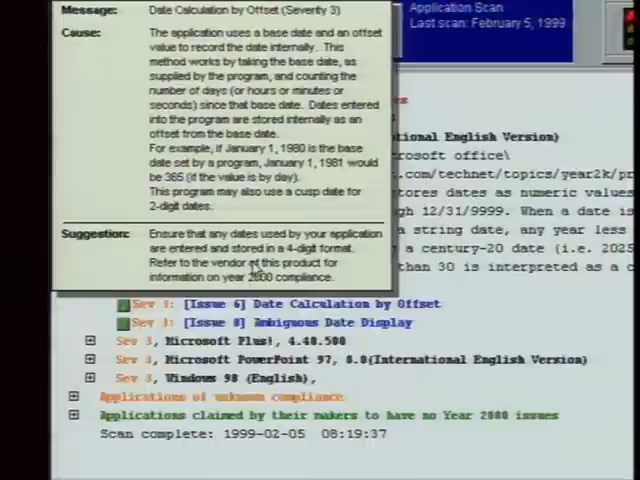 Message: Date Calculation by Offset (Severity 3)
Application Scan
Last scan: February 5, 1999
Cause: The application uses a base date and an offset
value to record the date internally. This
method works by taking the base date, as
supplied by the program, and counting the
number of days (or hours or minutes or
seconds) since that base date. Dates entered
into the program are stored internally as an
offset from the base date.
For example, if January 1, 1980 is the base
date set by a program, January 1, 1981 would
be 365 (if the value is by day).
This program may also use a cusp date for
2-digit dates.
Suggestion: Ensure that any dates used by your application
are entered and stored in a 4-digit format.
Refer to the vendor of this product for
information on year 2000 compliance.
tional English Version)
rosoft office\
.com/technet/topics/year2k/pr
tores dates as numeric values
gh 12/31/9999. When a date is
a string date, any year less
a century-20 date (i.e. 2025
than 30 is interpreted as a c
Sev 3: [Issue 6] Date Calculation by Offset
Sev 3: [Issue 8] Ambiguous Date Display
Sev 3, Microsoft Plus!, 4.40.500
Sev 3, Microsoft PowerPoint 97, 8.0(International English Version)
Sev 3, Windows 98 (English),
Applications of unknown compliance
Applications claimed by their makers to have no Year 2000 issues
Scan complete: 1999-02-05 08:19:37